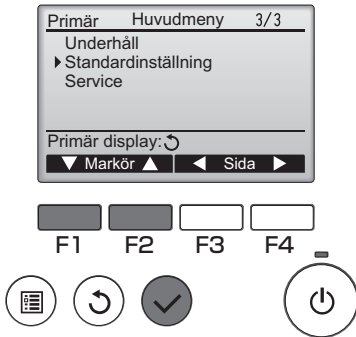 Primär Huvudmeny 3/3
Underhåll
Standardinställning
Service
Primär display:
Markör Sida
F1 F2 F3 F4